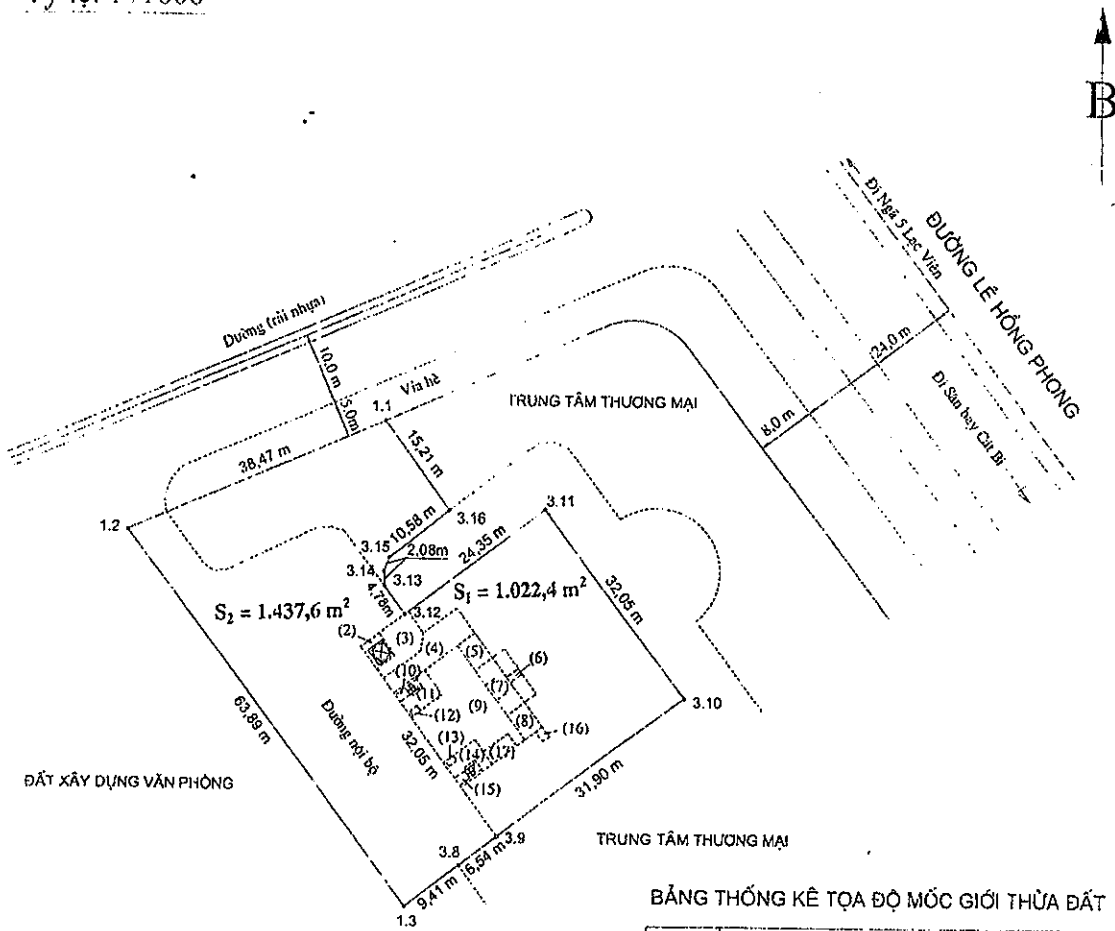 Tỷ lệ: 1/1000
B
Đi Ngã 5 Lạc Viên
ĐƯỜNG LÊ HỒNG PHONG
Đường (rải nhựa)
10.0 m
24,0 m
Vỉa hè
5.0m
1.1
TRUNG TÂM THƯƠNG MẠI
Đi Sân bay Cát Bi
8,0 m
15,21 m
38,47 m
1.2
3.16
3.11
10,58 m
3.15
2,08m
24,35 m
3.14
3.13
4,78m
S₂ = 1.437,6 m²
S₁ = 1.022,4 m²
3.12
32,05 m
(2)
(3)
(4)
(5)
(6)
(10)
(7)
(11)
(9)
(12)
(8)
(16)
3.10
63,89 m
Đường nội bộ
(13)
(14)
(17)
32,05 m
(15)
31,90 m
ĐẤT XÂY DỰNG VĂN PHÒNG
3.9
TRUNG TÂM THƯƠNG MẠI
3.8
6,54 m
9,41 m
1.3
BẢNG THỐNG KÊ TỌA ĐỘ MỐC GIỚI THỬA ĐẤT